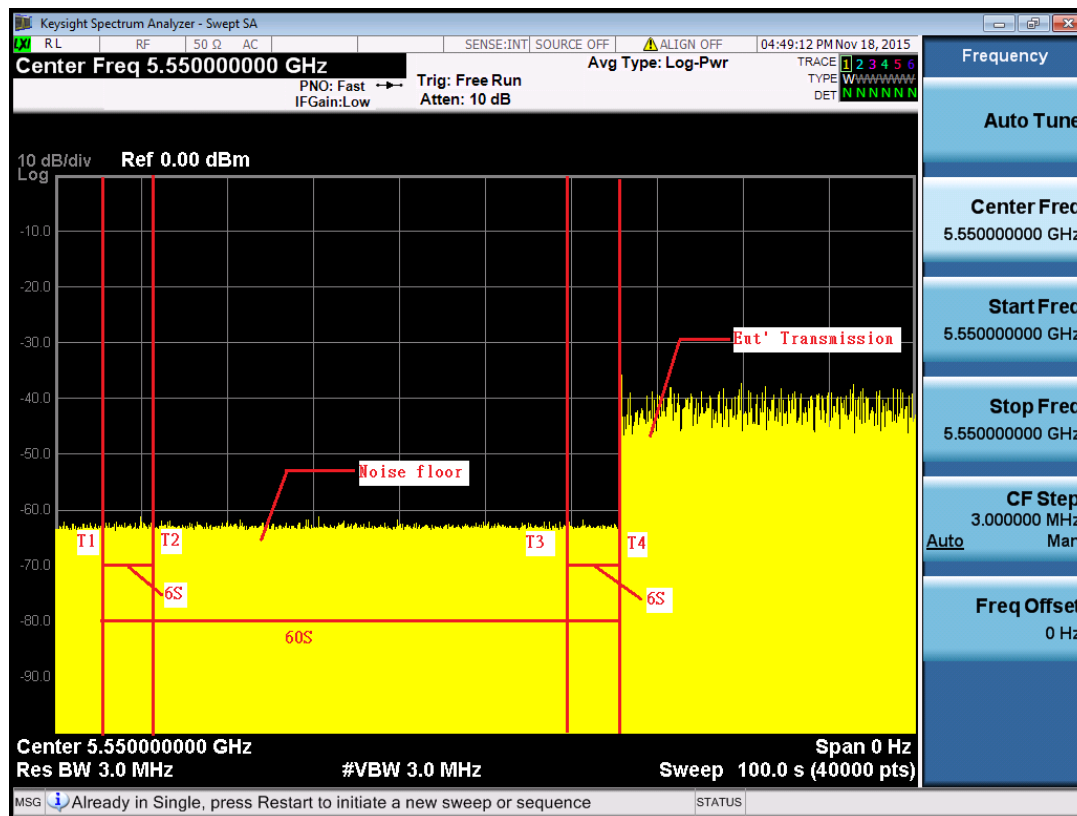 Keysight Spectrum Analyzer - Swept SA
LXI RL RF 50 Ω AC SENSE:INT SOURCE OFF ALIGN OFF 04:49:12 PM Nov 18, 2015
Center Freq 5.550000000 GHz
PNO: Fast
IFGain:Low
Trig: Free Run
Atten: 10 dB
Avg Type: Log-Pwr
TRACE 1 2 3 4 5 6
TYPE WWWWWWW
DET N N N N N N
10 dB/div Ref 0.00 dBm
Log
-10.0
-20.0
-30.0
-40.0
-50.0
-60.0
-70.0
-80.0
-90.0
Eut' Transmission
Noise floor
T1 T2 T3 T4
6S 6S
60S
Center 5.550000000 GHz Span 0 Hz
Res BW 3.0 MHz #VBW 3.0 MHz Sweep 100.0 s (40000 pts)
MSG Already in Single, press Restart to initiate a new sweep or sequence STATUS
Frequency
Auto Tune
Center Freq
5.550000000 GHz
Start Freq
5.550000000 GHz
Stop Freq
5.550000000 GHz
CF Step
3.000000 MHz
Auto Man
Freq Offset
0 Hz